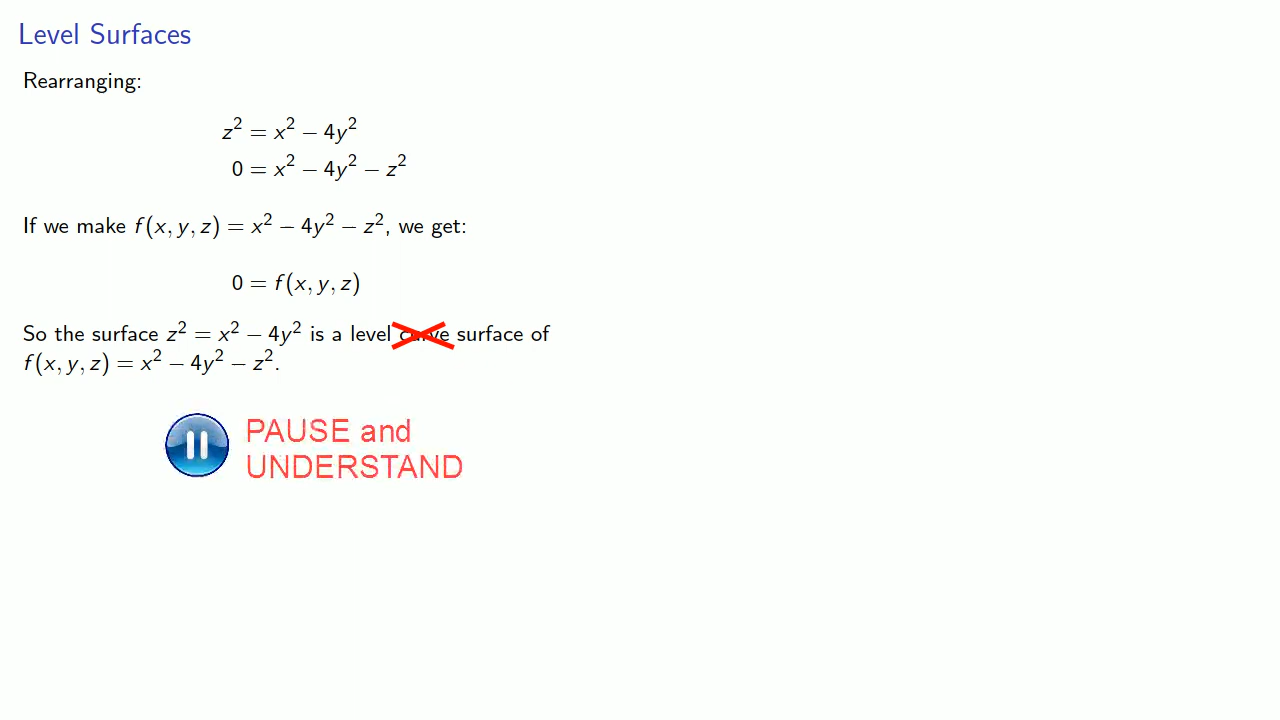 Level Surfaces
Rearranging:
z² = x² − 4y²
0 = x² − 4y² − z²
If we make f(x, y, z) = x² − 4y² − z², we get:
0 = f(x, y, z)
So the surface z² = x² − 4y² is a level curve surface of
f(x, y, z) = x² − 4y² − z².
PAUSE and
UNDERSTAND